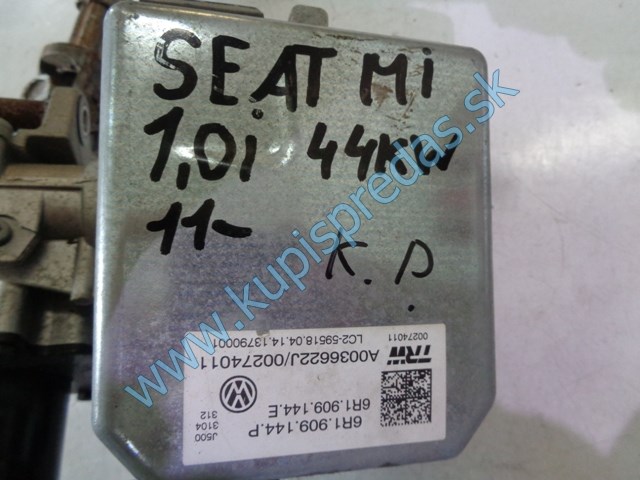 SEAT Mi
1,0i 44KW
11-
K.D.
www.kupispredas.sk
6R1.909.144.P
6R1.909.144.E
J500
3104
312
TRW
A0036622J/00274011
LC2-59518.04.14.13790001
00274011